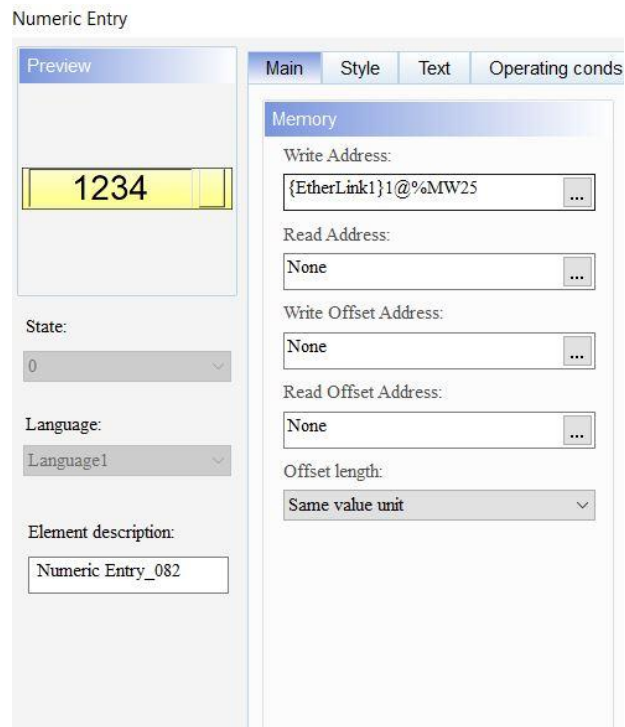 Numeric Entry
Preview
1234
State:
0
Language:
Language1
Element description:
Numeric Entry_082
Main Style Text Operating conds
Memory
Write Address:
{EtherLink1}1@%MW25
...
Read Address:
None
...
Write Offset Address:
None
...
Read Offset Address:
None
...
Offset length:
Same value unit